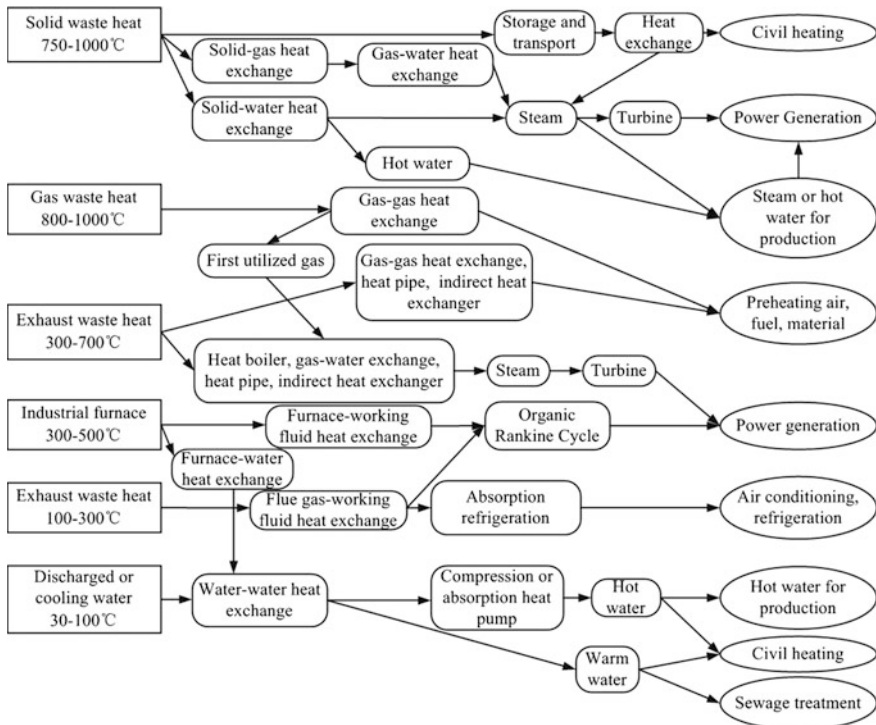 Solid waste heat
750-1000℃
Storage and
transport
Heat
exchange
Civil heating
Solid-gas heat
exchange
Gas-water heat
exchange
Solid-water heat
exchange
Steam
Turbine
Power Generation
Hot water
Gas waste heat
800-1000℃
Gas-gas heat
exchange
Steam or hot
water for
production
First utilized gas
Gas-gas heat exchange,
heat pipe, indirect heat
exchanger
Preheating air,
fuel, material
Exhaust waste heat
300-700℃
Heat boiler, gas-water exchange,
heat pipe, indirect heat exchanger
Steam
Turbine
Industrial furnace
300-500℃
Furnace-working
fluid heat exchange
Organic
Rankine Cycle
Power generation
Furnace-water
heat exchange
Exhaust waste heat
100-300℃
Flue gas-working
fluid heat exchange
Absorption
refrigeration
Air conditioning,
refrigeration
Discharged or
cooling water
30-100℃
Water-water heat
exchange
Compression or
absorption heat
pump
Hot
water
Hot water for
production
Warm
water
Civil heating
Sewage treatment